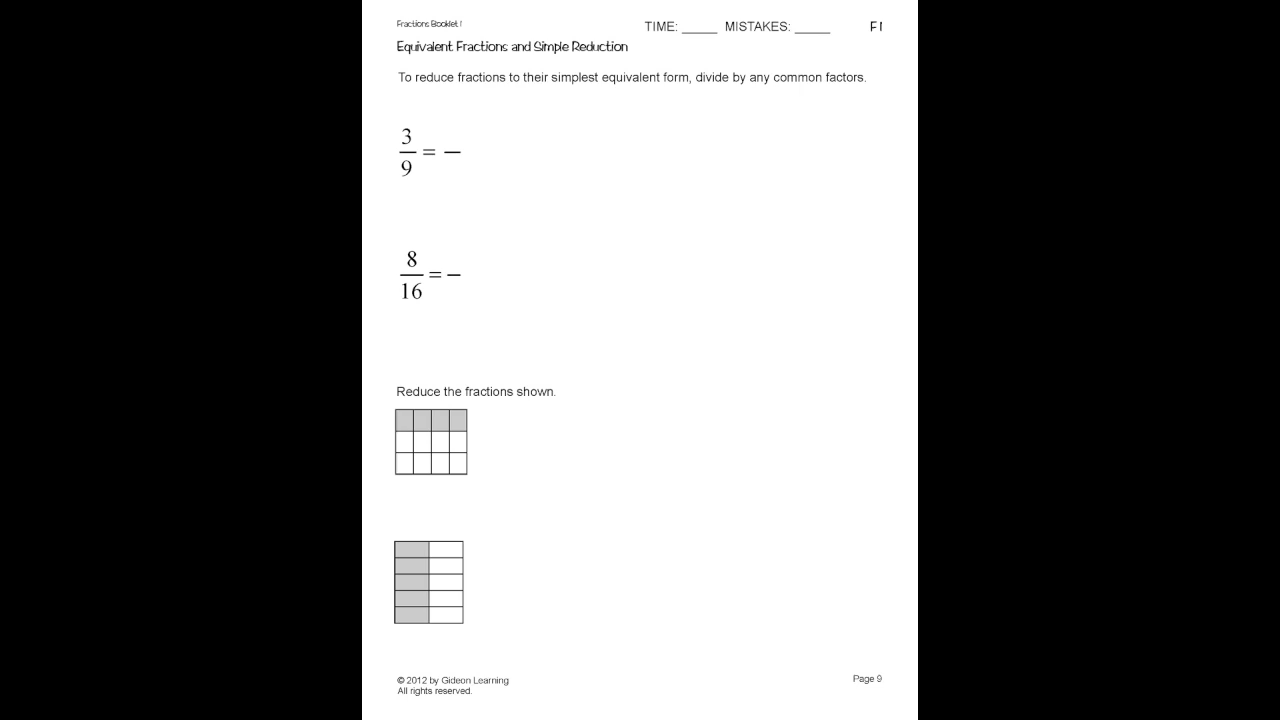 Fractions Booklet 1
TIME: _____ MISTAKES: _____ F1
Equivalent Fractions and Simple Reduction
To reduce fractions to their simplest equivalent form, divide by any common factors.
3
— = —
9
8
— = —
16
Reduce the fractions shown.
© 2012 by Gideon Learning
All rights reserved.
Page 9